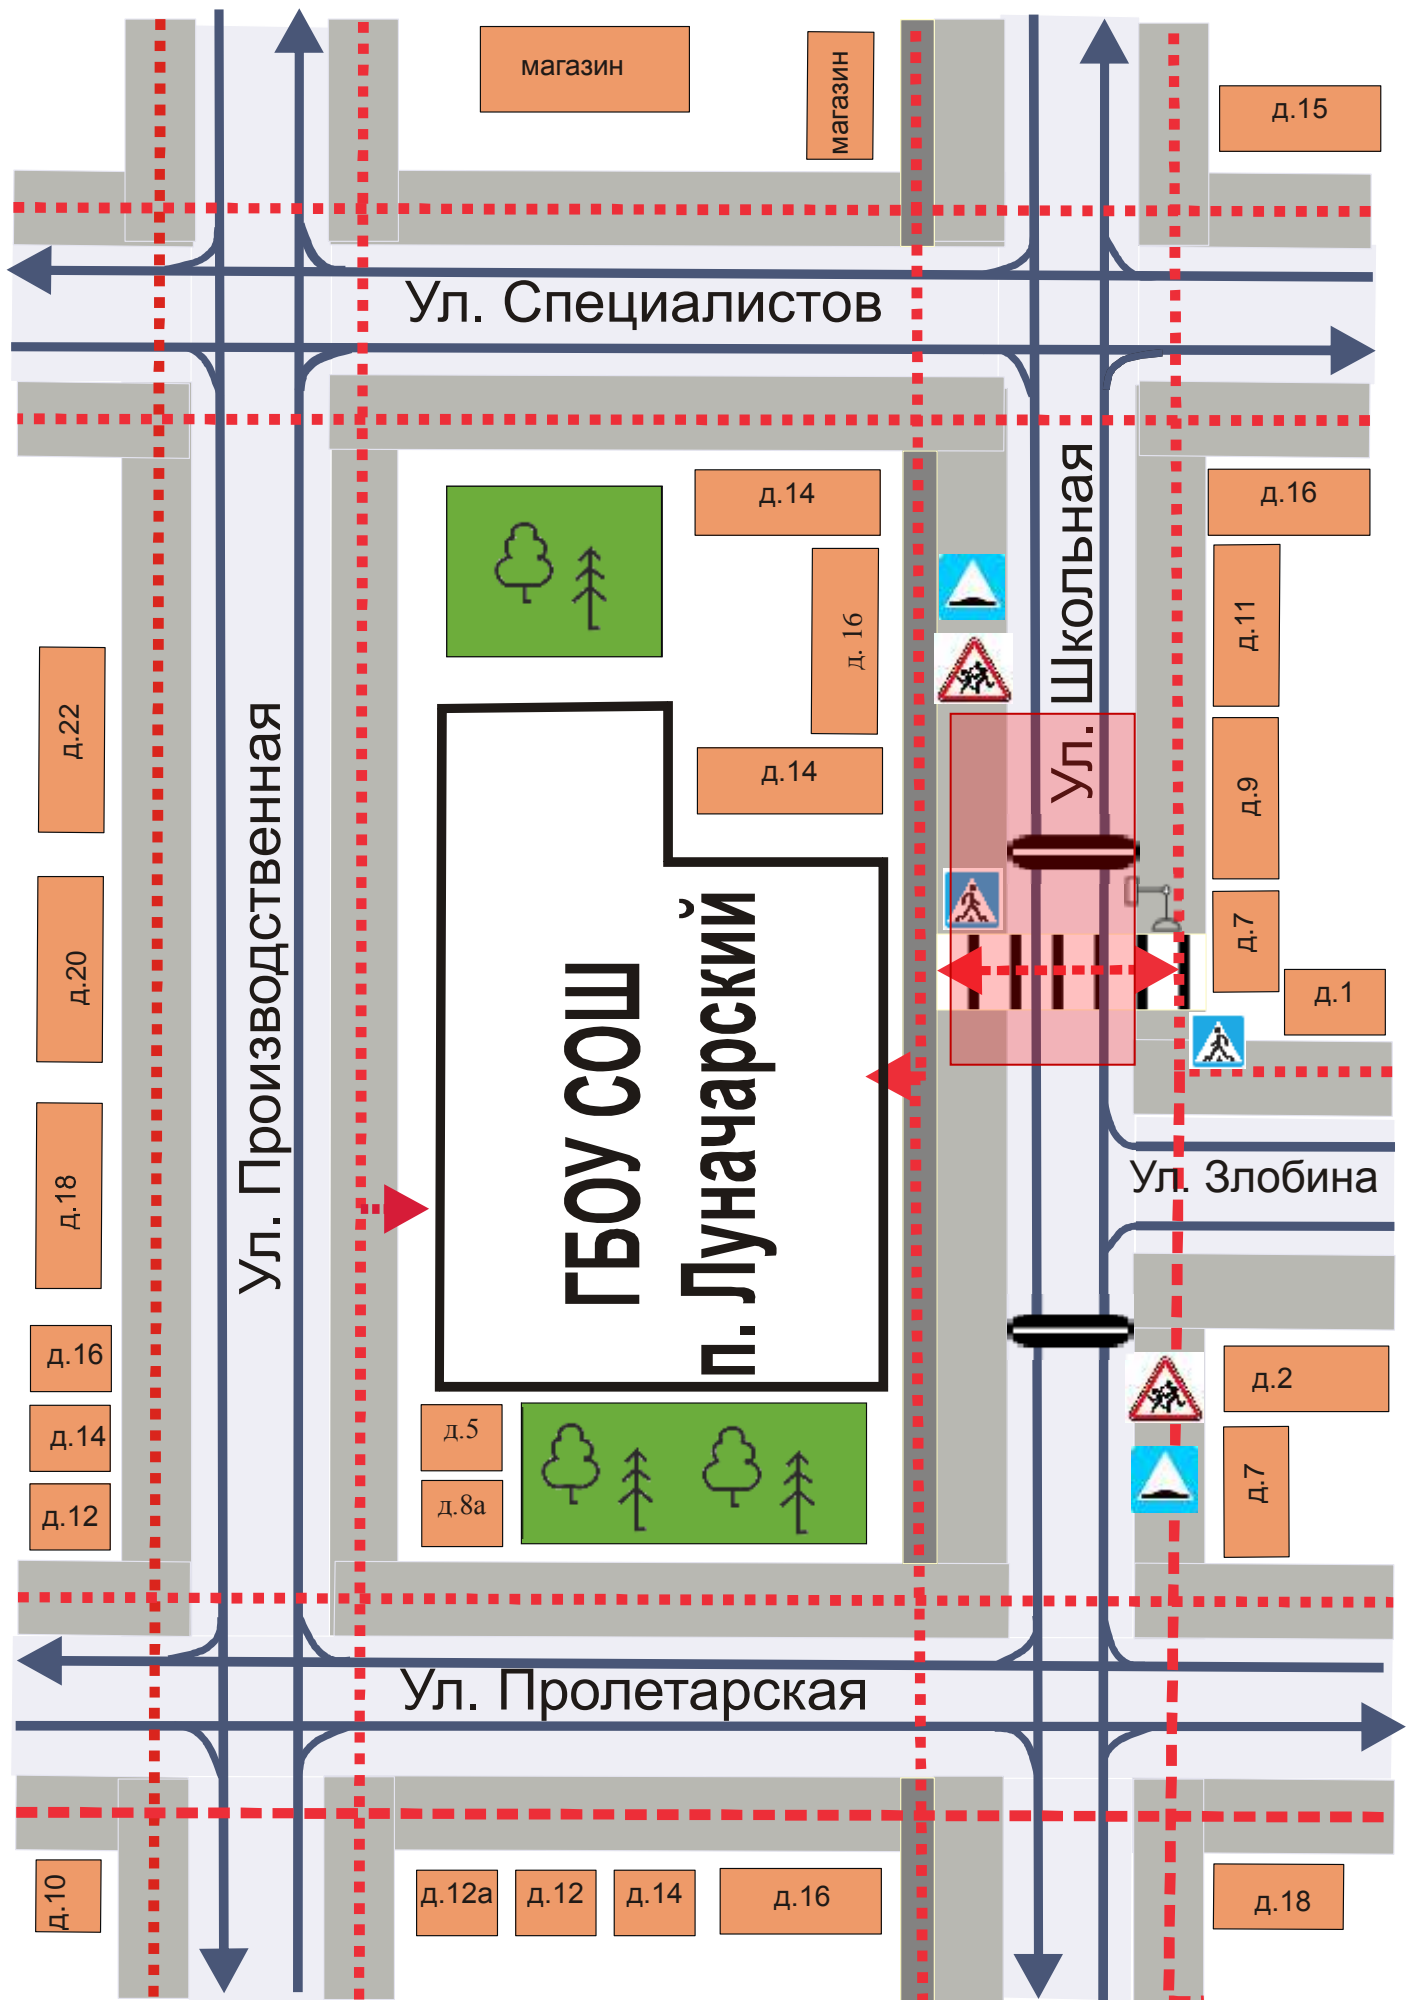 магазин
магазин
д.15
Ул. Специалистов
д.14
д.16
Ул. Школьная
д. 16
д.11
д.22
д.14
д.9
Ул. Производственная
д.20
д.7
д.1
ГБОУ СОШ
п. Луначарский
д.18
Ул. Злобина
д.16
д.2
д.14
д.5
д.7
д.12
д.8а
Ул. Пролетарская
д.10
д.12а
д.12
д.14
д.16
д.18